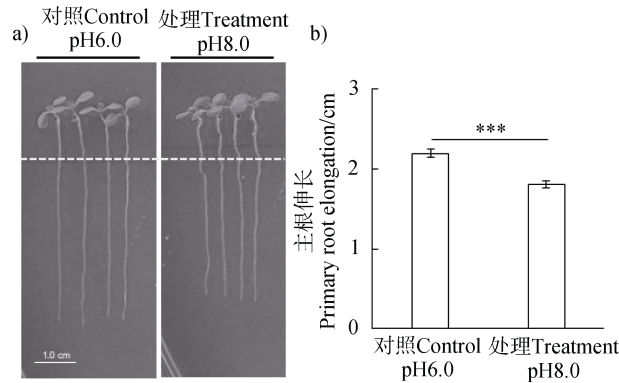 a)
对照Control
pH6.0
处理Treatment
pH8.0
1.0 cm
b)
主根伸长
Primary root elongation/cm
3
2
1
0
***
对照Control
pH6.0
处理Treatment
pH8.0